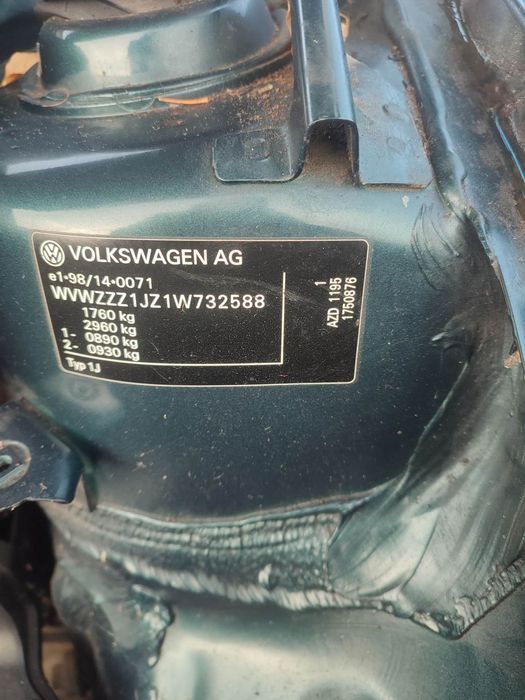 VOLKSWAGEN AG
e1*98/14*0071
WVWZZZ1JZ1W732588
1760 kg
2960 kg
1- 0890 kg
2- 0930 kg
Typ 1J
1
AZD 1195
1750876